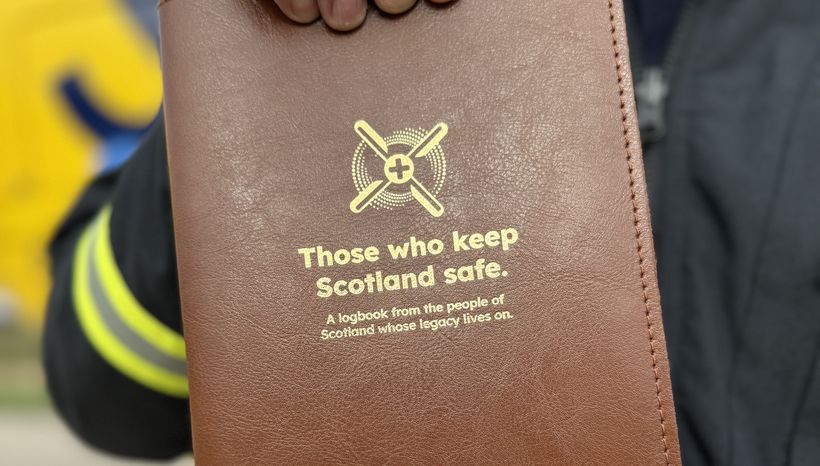 Those who keep
Scotland safe.
A logbook from the people of
Scotland whose legacy lives on.